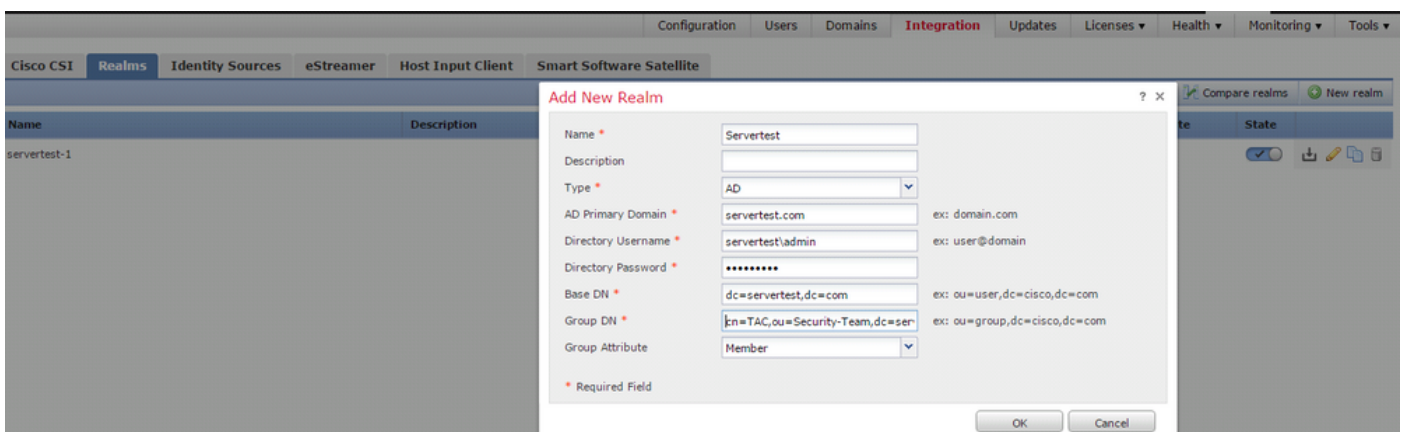 Configuration Users Domains Integration Updates Licenses ▾ Health ▾ Monitoring ▾ Tools ▾
Cisco CSI Realms Identity Sources eStreamer Host Input Client Smart Software Satellite
Compare realms New realm
Name Description te State
servertest-1
Add New Realm ? ×
Name * Servertest
Description
Type * AD
AD Primary Domain * servertest.com ex: domain.com
Directory Username * servertest\admin ex: user@domain
Directory Password * •••••••••
Base DN * dc=servertest,dc=com ex: ou=user,dc=cisco,dc=com
Group DN * cn=TAC,ou=Security-Team,dc=ser ex: ou=group,dc=cisco,dc=com
Group Attribute Member
* Required Field
OK Cancel